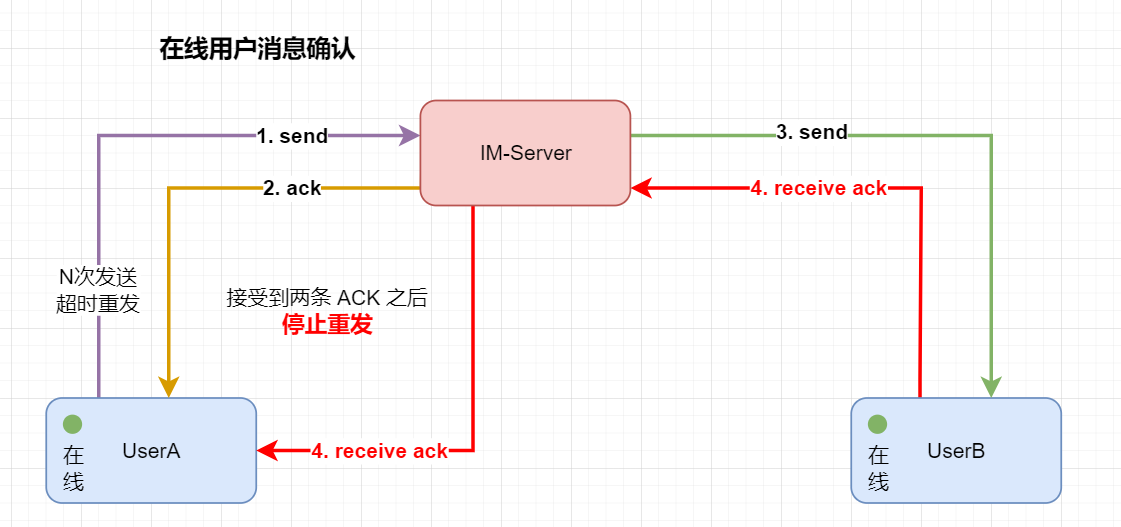 在线用户消息确认
1. send
IM-Server
3. send
2. ack
4. receive ack
N次发送
超时重发
接受到两条 ACK 之后
停止重发
在
线
UserA
4. receive ack
在
线
UserB